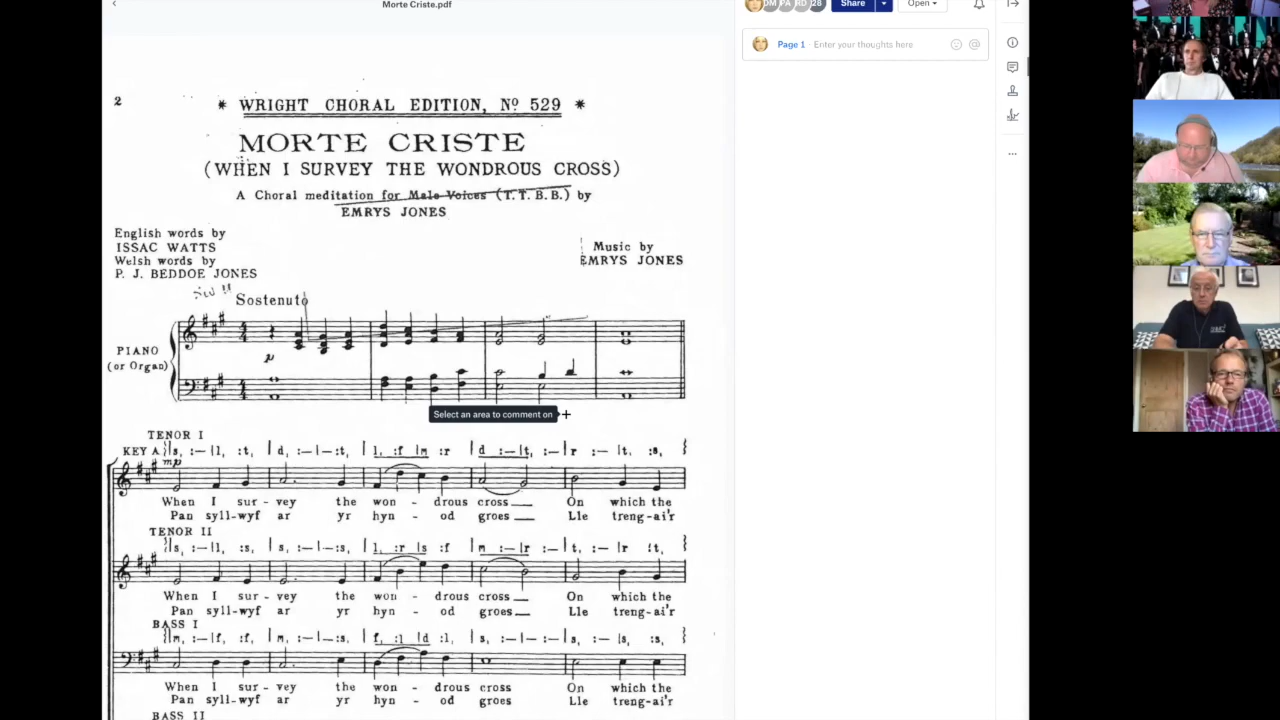 Morte Criste.pdf
DM PA RD 28 Share Open
Page 1 Enter your thoughts here
2
* WRIGHT CHORAL EDITION, Nº 529 *
MORTE CRISTE
(WHEN I SURVEY THE WONDROUS CROSS)
A Choral meditation for Male Voices (T.T.B.B.) by
EMRYS JONES
English words by
ISSAC WATTS
Welsh words by
P. J. BEDDOE JONES
Music by
EMRYS JONES
Sostenuto
PIANO
(or Organ)
p
Select an area to comment on
TENOR I
KEY A |s, :—|l, :t, | d, :—|:t, | l, :f |m :r | d :—|t, :—|r :—|t, :s,
mp
When I sur-vey the won-drous cross On which the
Pan syll-wyf ar yr hyn-od groes Lle treng-ai'r
TENOR II
|s, :—|l, :s, | s, :—|—:s, | l, :r |s :f | m :—|r :—| t, :—|r :t,
When I sur-vey the won-drous cross On which the
Pan syll-wyf ar yr hyn-od groes Lle treng-ai'r
BASS I
|m, :—|f, :f, | m, :—|—:s, | f, :l |d :l, | s, :—|—:—| s, :—|s, :s,
When I sur-vey the won-drous cross On which the
Pan syll-wyf ar yr hyn-od groes Lle treng-ai'r
BASS II